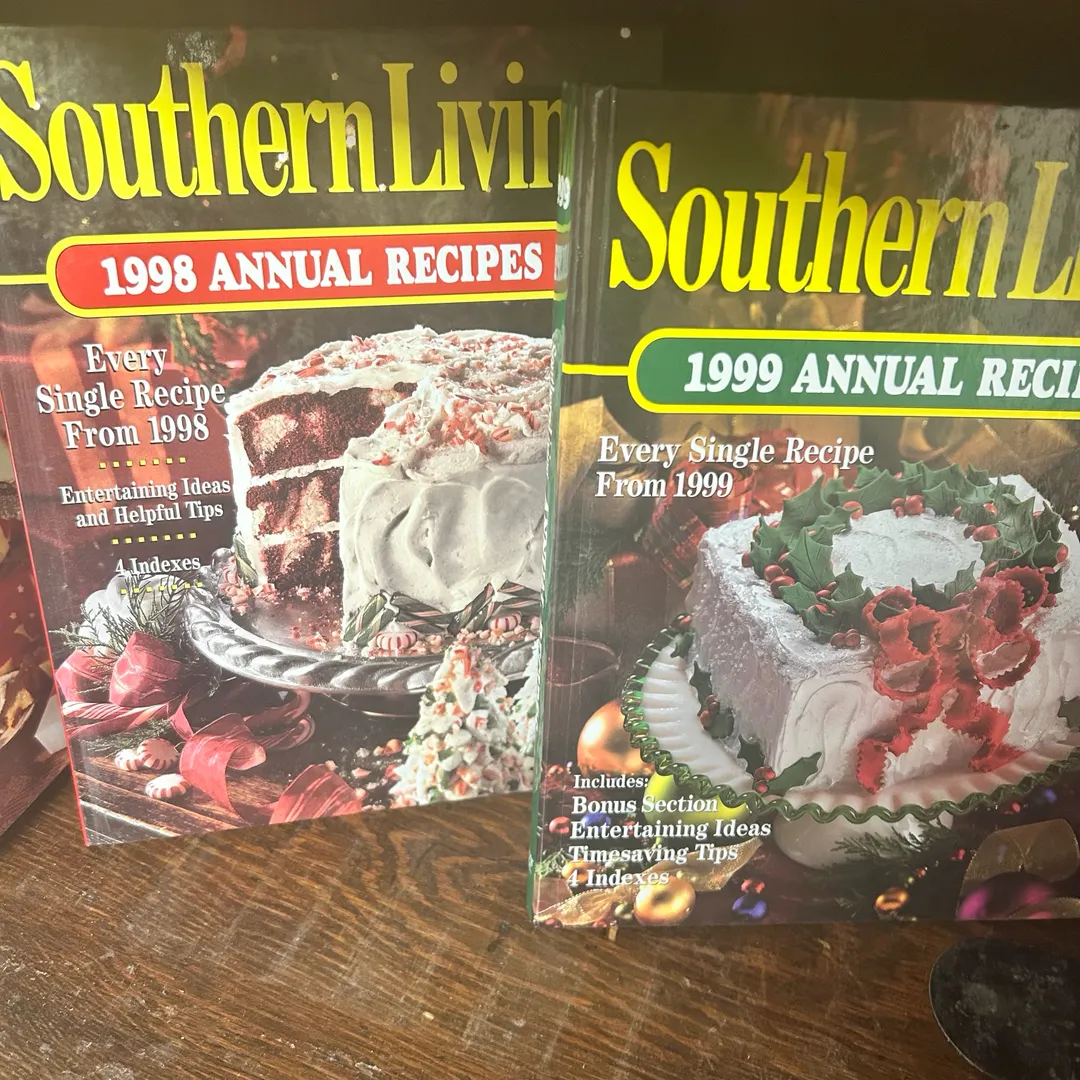 Southern Livin
1998 ANNUAL RECIPES
Every
Single Recipe
From 1998
Entertaining Ideas
and Helpful Tips
4 Indexes
99
Southern Li
1999 ANNUAL RECI
Every Single Recipe
From 1999
Includes:
Bonus Section
Entertaining Ideas
Timesaving Tips
4 Indexes